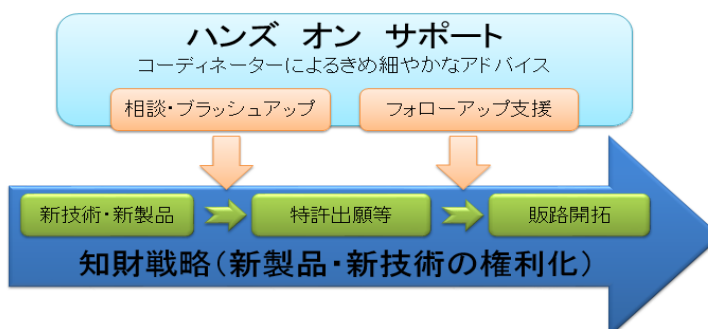 ハンズ オン サポート
コーディネーターによるきめ細やかなアドバイス
相談・ブラッシュアップ
フォローアップ支援
新技術・新製品
特許出願等
販路開拓
知財戦略(新製品・新技術の権利化)